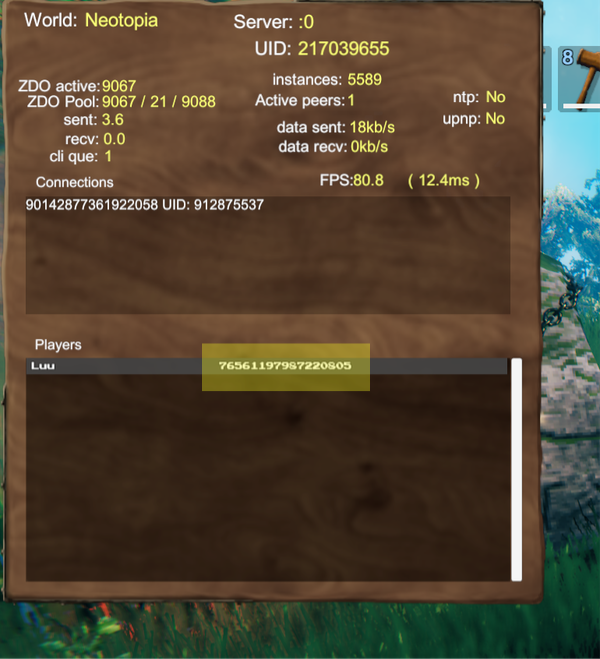 World: Neotopia Server: :0
UID: 217039655
ZDO active:9067 instances: 5589
ZDO Pool:9067 / 21 / 9088 Active peers:1 ntp: No
sent: 3.6 data sent: 18kb/s upnp: No
recv: 0.0 data recv: 0kb/s
cli que: 1
Connections FPS:80.8 ( 12.4ms )
90142877361922058 UID: 912875537
Players
Luu 76561197987220805
8